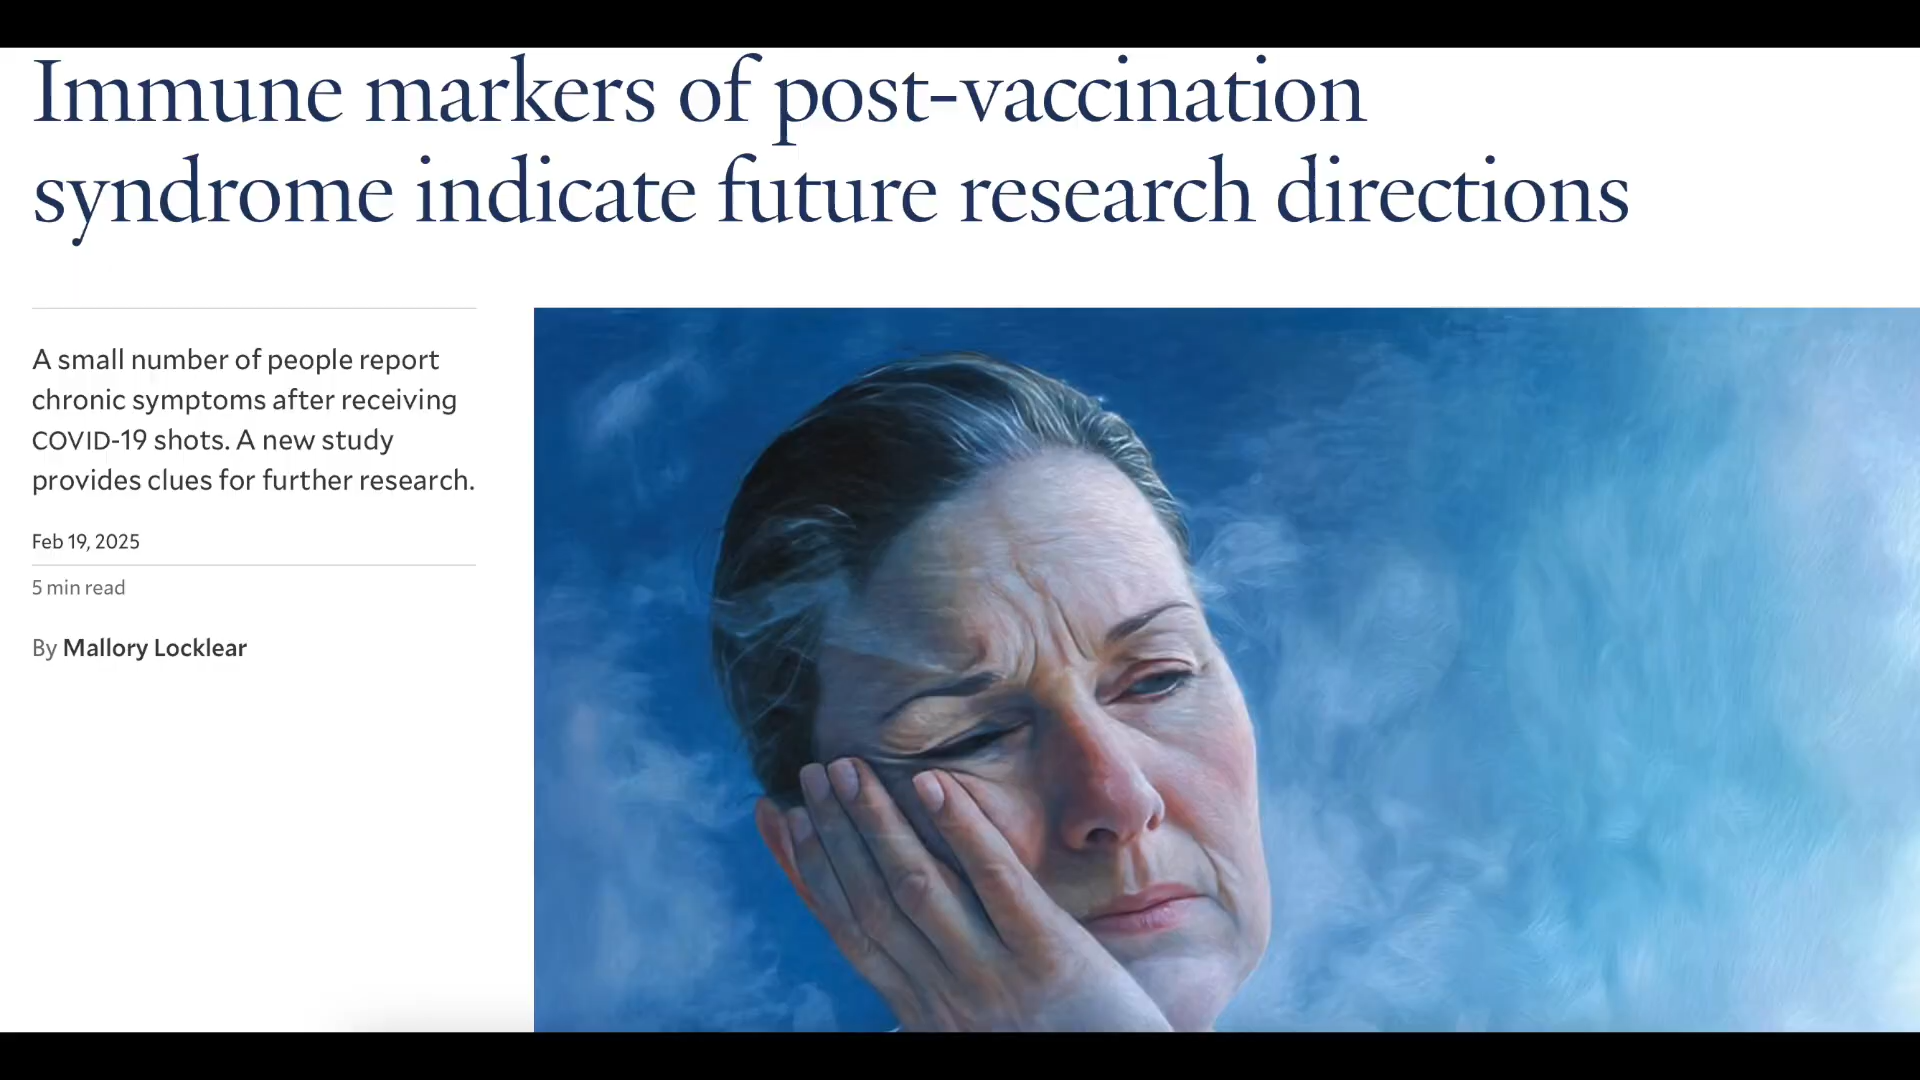 Immune markers of post-vaccination
syndrome indicate future research directions
A small number of people report
chronic symptoms after receiving
COVID-19 shots. A new study
provides clues for further research.
Feb 19, 2025
5 min read
By Mallory Locklear